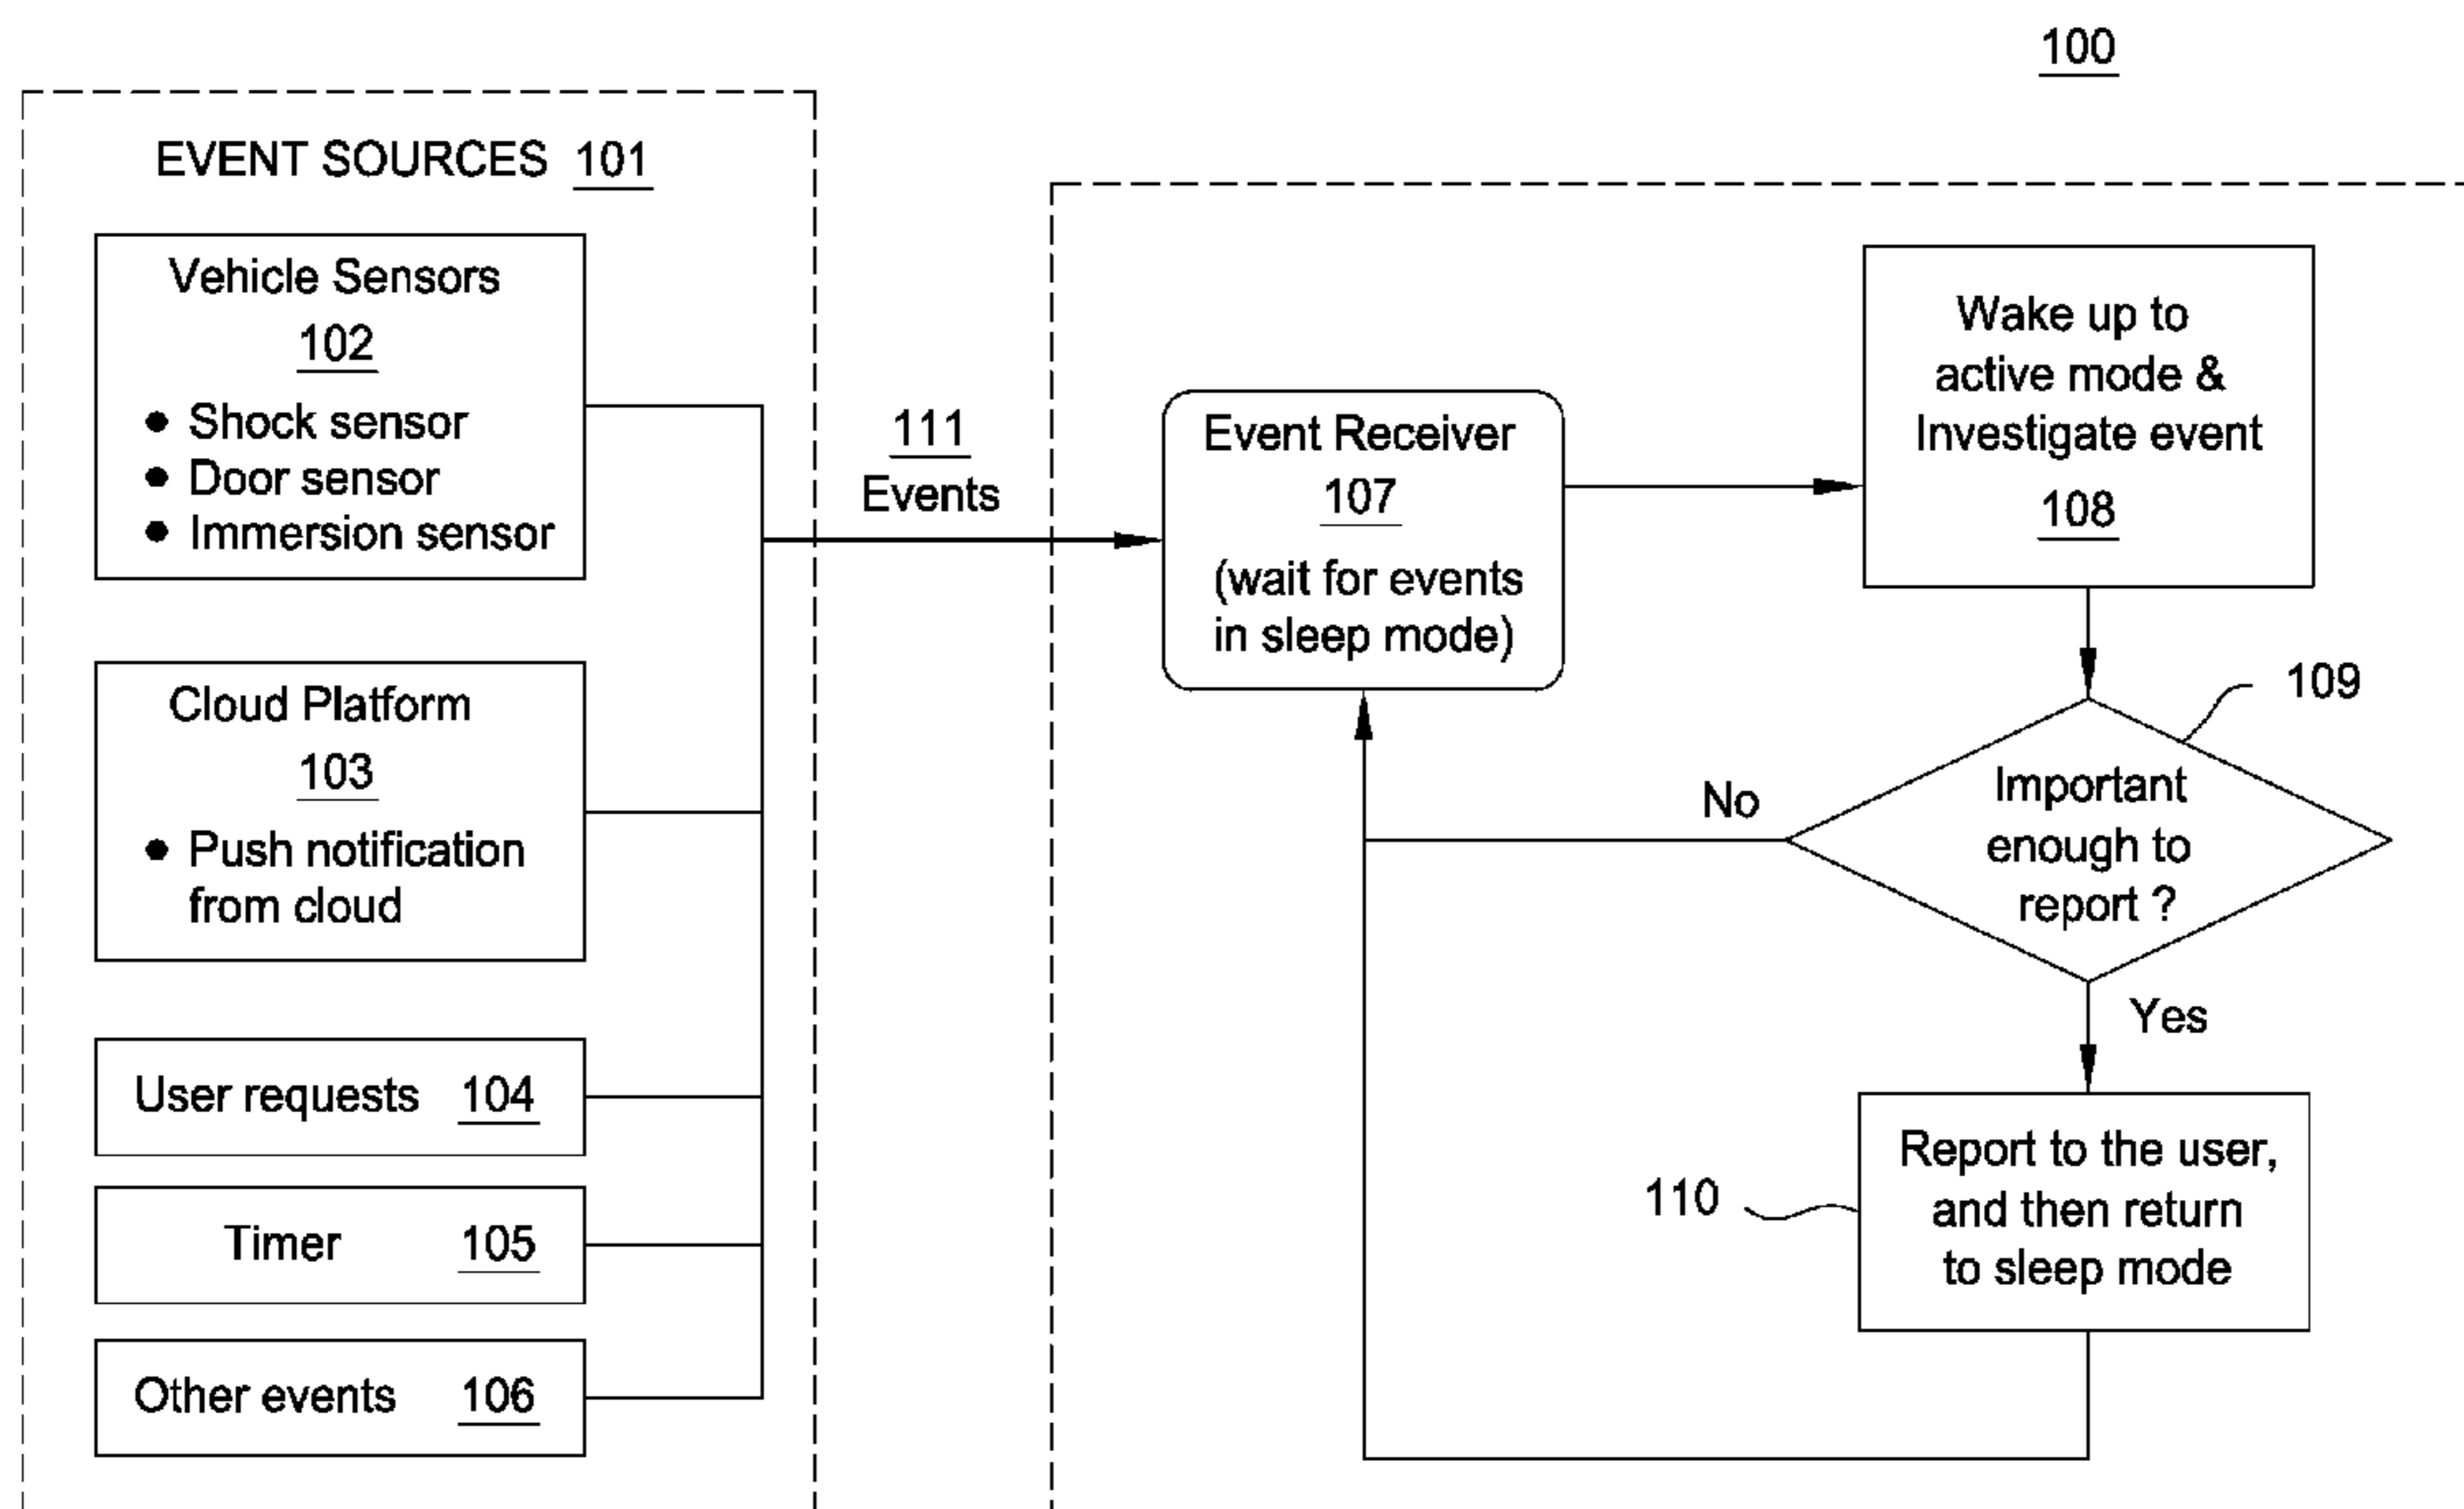 100
EVENT SOURCES 101
Vehicle Sensors
102
● Shock sensor
● Door sensor
● Immersion sensor
Cloud Platform
103
● Push notification
from cloud
User requests 104
Timer 105
Other events 106
111
Events
Event Receiver
107
(wait for events
in sleep mode)
Wake up to
active mode &
Investigate event
108
109
Important
enough to
report ?
No
Yes
110
Report to the user,
and then return
to sleep mode